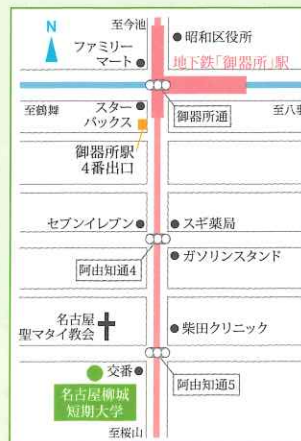 至今池
N
昭和区役所
ファミリー
マート
地下鉄「御器所」駅
至鶴舞
スター
バックス
御器所通
至八事
御器所駅
4番出口
セブンイレブン
スギ薬局
阿由知通4
ガソリンスタンド
名古屋
聖マタイ教会
柴田クリニック
交番
阿由知通5
名古屋柳城
短期大学
至桜山